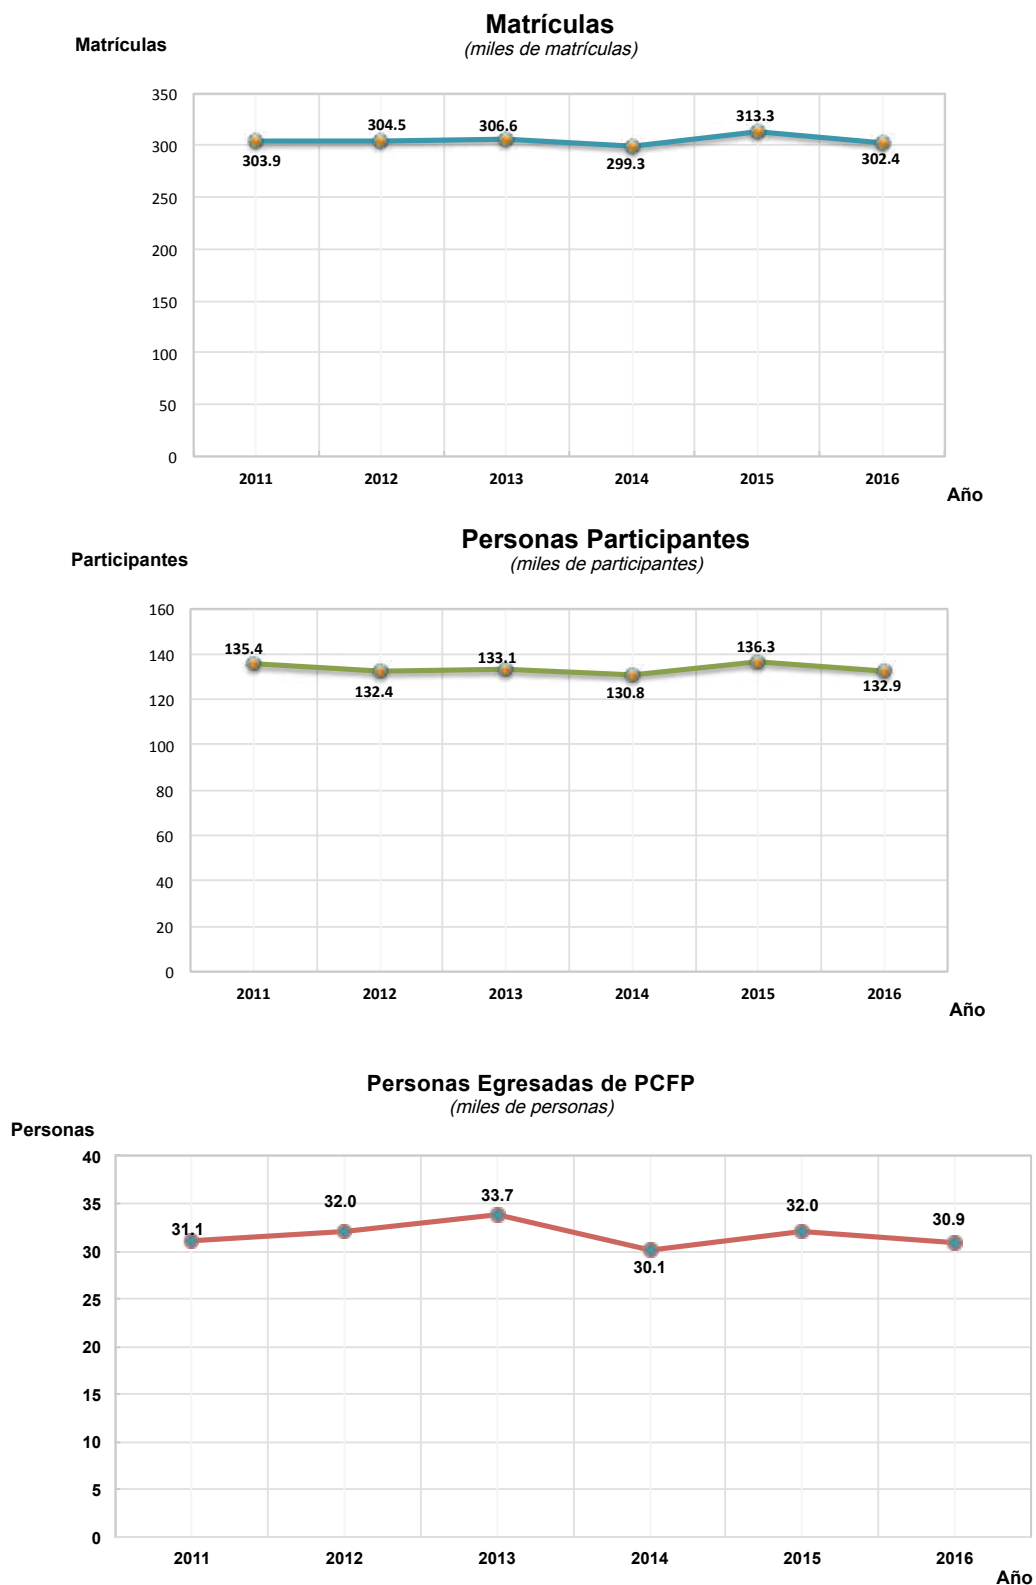 Matrículas
(miles de matrículas)
Matrículas
350
300
250
200
150
100
50
0
303.9
304.5
306.6
299.3
313.3
302.4
2011 2012 2013 2014 2015 2016
Año
Personas Participantes
(miles de participantes)
Participantes
160
140
120
100
80
60
40
20
0
135.4
132.4
133.1
130.8
136.3
132.9
2011 2012 2013 2014 2015 2016
Año
Personas Egresadas de PCFP
(miles de personas)
Personas
40
35
30
25
20
15
10
5
0
31.1
32.0
33.7
30.1
32.0
30.9
2011 2012 2013 2014 2015 2016
Año